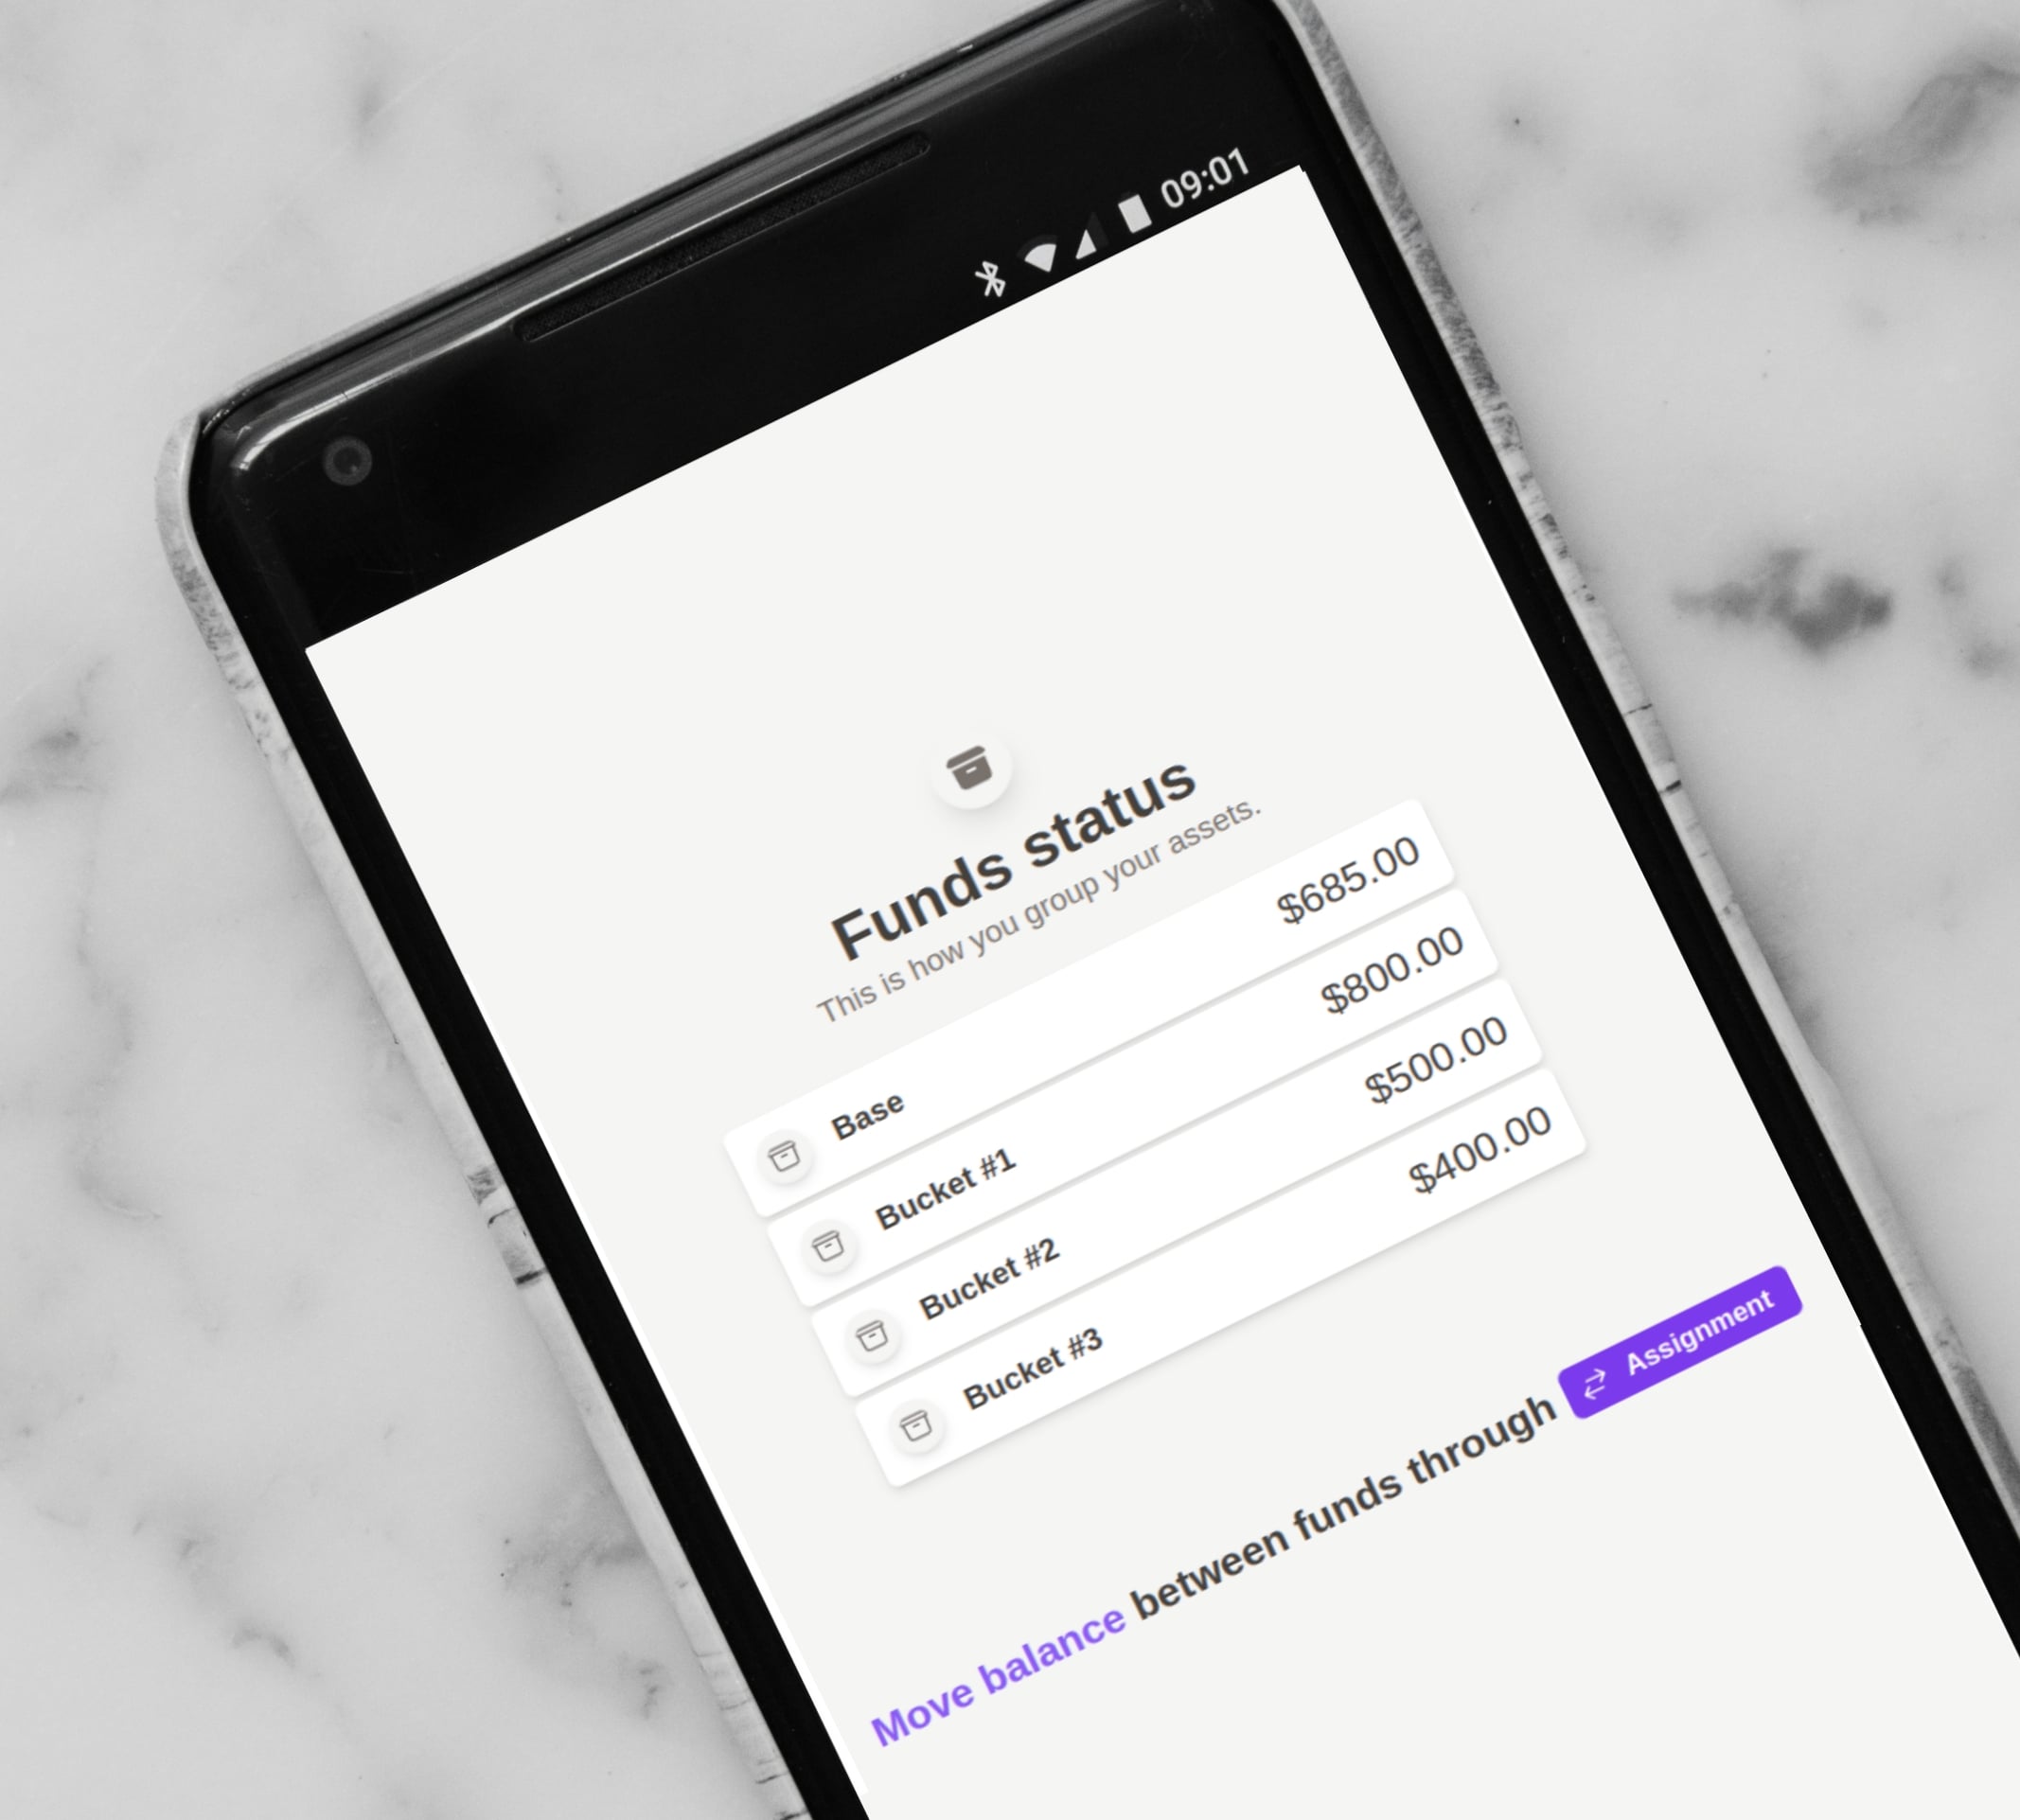 09:01
Funds status
This is how you group your assets.
Base $685.00
Bucket #1 $800.00
Bucket #2 $500.00
Bucket #3 $400.00
Move balance between funds through Assignment